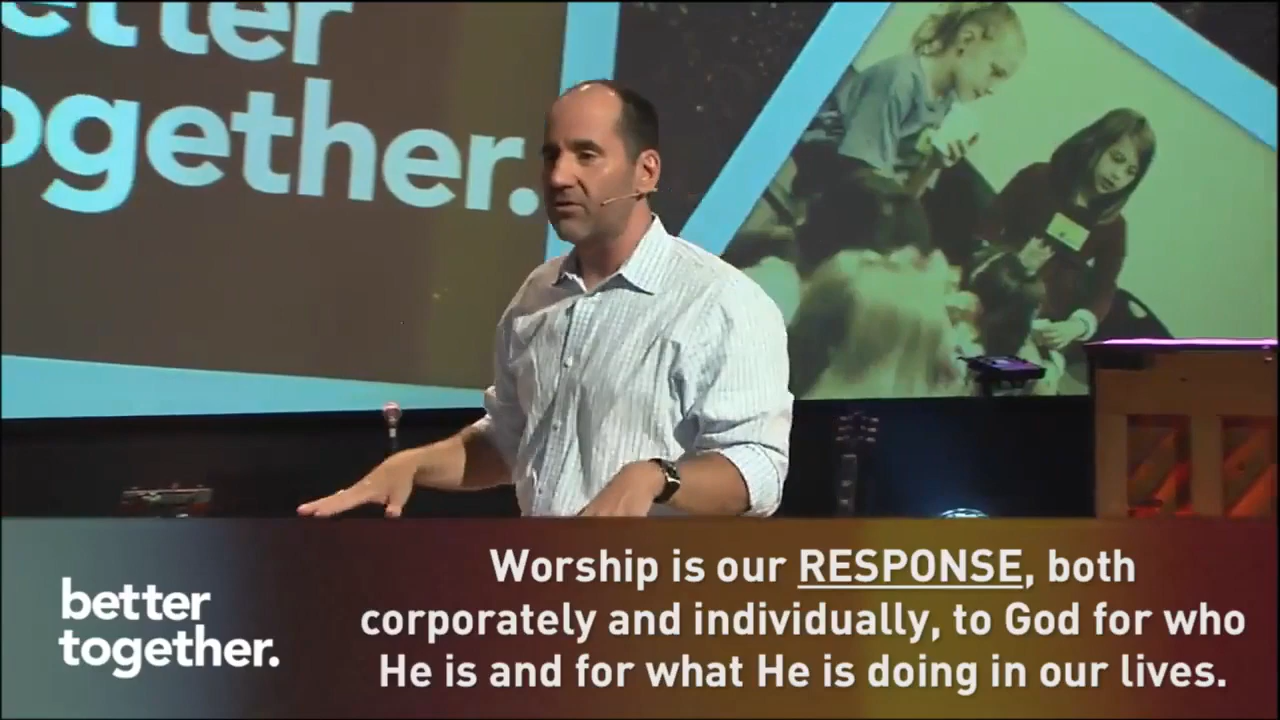 etter
ogether.
better
together.
Worship is our RESPONSE, both
corporately and individually, to God for who
He is and for what He is doing in our lives.